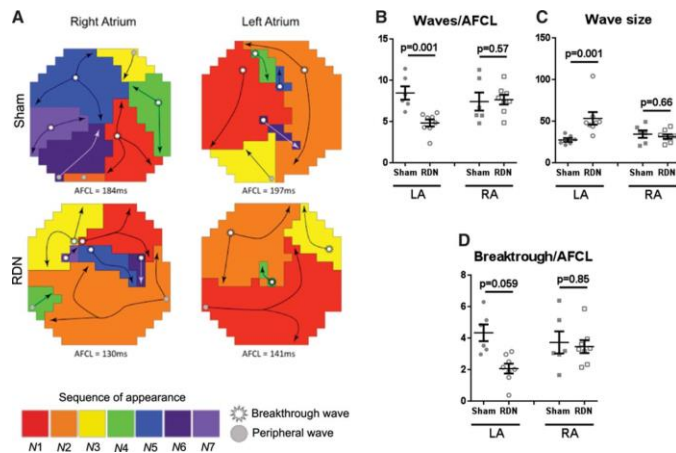 A
Right Atrium
Left Atrium
Sham
AFCL = 184ms
AFCL = 197ms
RDN
AFCL = 130ms
AFCL = 141ms
Sequence of appearance
N1 N2 N3 N4 N5 N6 N7
Breakthrough wave
Peripheral wave
B
Waves/AFCL
p=0.001
p=0.57
15
10
5
0
Sham RDN Sham RDN
LA RA
C
Wave size
p=0.001
p=0.66
150
100
50
0
Sham RDN Sham RDN
LA RA
D
Breaktrough/AFCL
p=0.059
p=0.85
8
6
4
2
0
Sham RDN Sham RDN
LA RA